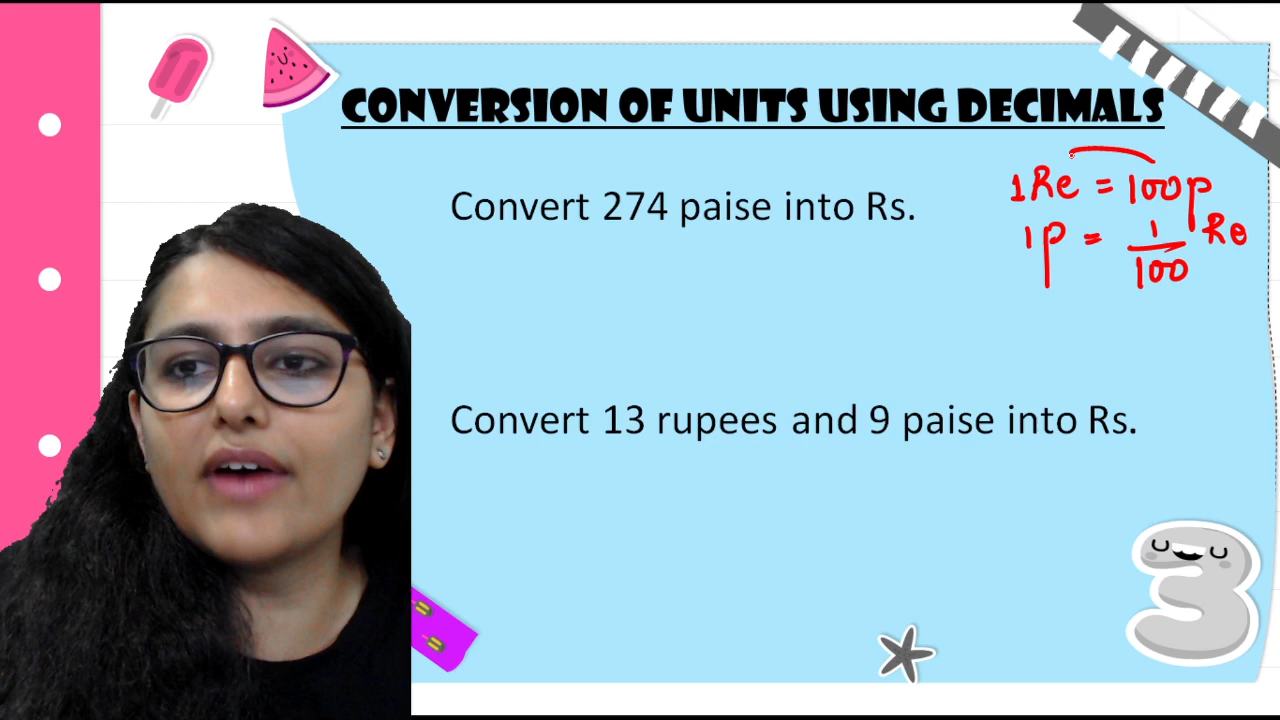 CONVERSION OF UNITS USING DECIMALS
Convert 274 paise into Rs.
1Re = 100p
1p = 1/100 Re
Convert 13 rupees and 9 paise into Rs.